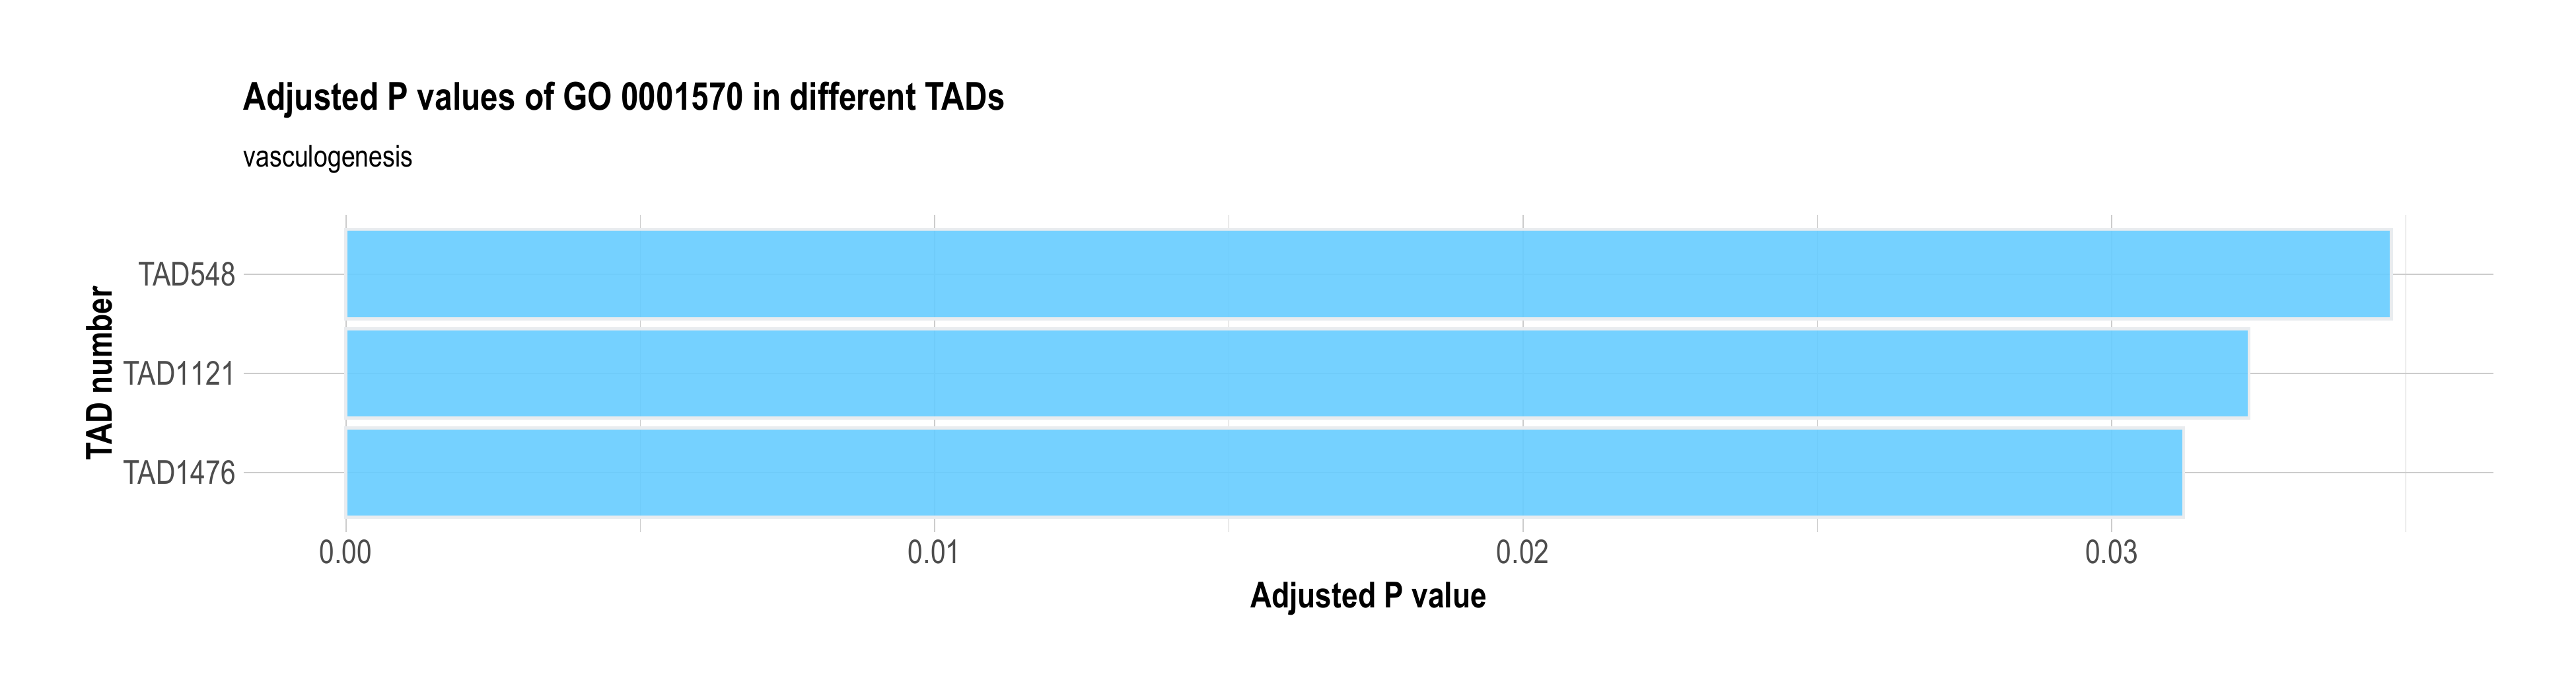 Adjusted P values of GO 0001570 in different TADs
vasculogenesis
TAD number
TAD548
TAD1121
TAD1476
0.00 0.01 0.02 0.03
Adjusted P value